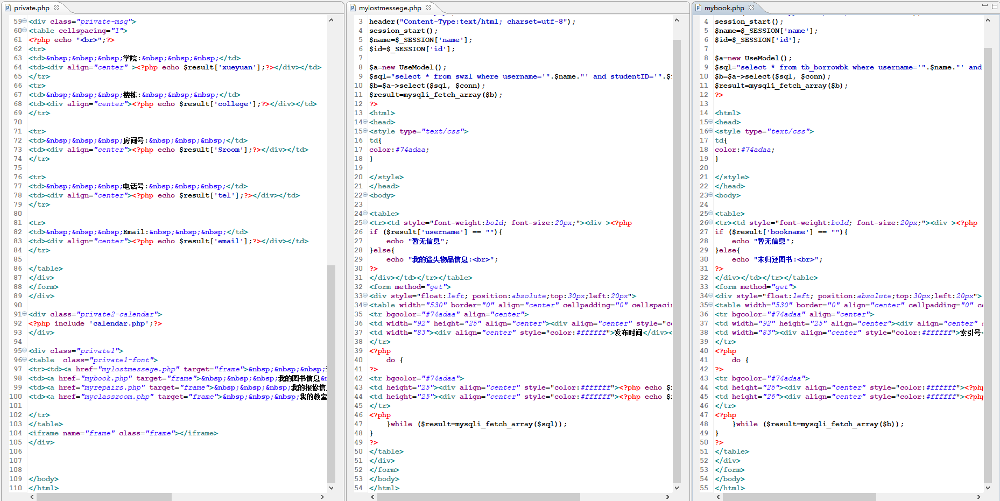 private.php
59 <div class="private-msg">
60 <table cellspacing="1">
61 <?php echo "<br>";?>
62 <tr>
63 <td>&nbsp;&nbsp;&nbsp;学院:&nbsp;&nbsp;&nbsp;</td>
64 <td><div align="center" ><?php echo $result['xueyuan'];?></div></td>
65 </tr>
66 <tr>
67 <td>&nbsp;&nbsp;&nbsp;楼栋:&nbsp;&nbsp;&nbsp;</td>
68 <td><div align="center"><?php echo $result['college'];?></div></td>
69 </tr>
70
71 <tr>
72 <td>&nbsp;&nbsp;&nbsp;房间号:&nbsp;&nbsp;&nbsp;</td>
73 <td><div align="center"><?php echo $result['Sroom'];?></div></td>
74 </tr>
75
76 <tr>
77 <td>&nbsp;&nbsp;&nbsp;电话号:&nbsp;&nbsp;&nbsp;</td>
78 <td><div align="center"><?php echo $result['tel'];?></div></td>
79 </tr>
80
81 <tr>
82 <td>&nbsp;&nbsp;&nbsp;Email:&nbsp;&nbsp;&nbsp;</td>
83 <td><div align="center"><?php echo $result['email'];?></div></td>
84 </tr>
85
86 </table>
87 </div>
88 </form>
89 </div>
90
91 <div class="private2-calendar">
92 <?php include 'calendar.php';?>
93 </div>
94
95 <div class="private1">
96 <table  class="private1-font">
97 <tr><td><a href="mylostmessege.php" target="frame">&nbsp;&nbsp;&nbsp;
98 <td><a href="mybook.php" target="frame">&nbsp;&nbsp;&nbsp;我的图书信息&n
99 <td><a href="myrepairs.php" target="frame">&nbsp;&nbsp;&nbsp;我的报修信
100 <td><a href="myclassroom.php" target="frame">&nbsp;&nbsp;&nbsp;我的教室
101
102 </tr>
103 </table>
104 <iframe name="frame" class="frame"></iframe>
105 </div>
106
107
108
109 </body>
110 </html>
mylostmessege.php
3 header("Content-Type:text/html; charset=utf-8");
4 session_start();
5 $name=$_SESSION['name'];
6 $id=$_SESSION['id'];
7
8 $a=new UseModel();
9 $sql="select * from swzl where username='".$name."' and studentID='".$
10 $b=$a->select($sql, $conn);
11 $result=mysqli_fetch_array($b);
12 ?>
13 <html>
14 <head>
15 <style type="text/css">
16 td{
17 color:#74adaa;
18 }
19
20 </style>
21 </head>
22 <body>
23
24 <table>
25 <tr><td style="font-weight:bold; font-size:20px;"><div ><?php
26 if ($result['username'] == ""){
27     echo "暂无信息";
28 }else{
29     echo "我的遗失物品信息:<br>";
30 ?>
31 </div></td></tr></table>
32 <form method="get">
33 <div style="float:left; position:absolute;top:30px;left:20px">
34 <table width="530" border="0" align="center" cellpadding="0" cellspacin
35 <tr bgcolor="#74adaa" align="center">
36 <td width="92" height="25" align="center"><div align="center" style="co
37 <td width="83"><div align="center" style="color:#ffffff">发布时间</div><
38 </tr>
39 <?php
40     do {
41 ?>
42 <tr bgcolor="#74adaa">
43 <td height="25"><div align="center" style="color:#ffffff"><?php echo $r
44 <td height="25"><div align="center" style="color:#ffffff"><?php echo $r
45 </tr>
46 <?php
47     }while ($result=mysqli_fetch_array($sql));
48 }
49 ?>
50 </table>
51 </div>
52 </form>
53 </body>
54 </html>
mybook.php
4 session_start();
5 $name=$_SESSION['name'];
6 $id=$_SESSION['id'];
7
8 $a=new UseModel();
9 $sql="select * from tb_borrowbk where username='".$name."' and
10 $b=$a->select($sql, $conn);
11 $result=mysqli_fetch_array($b);
12 ?>
13
14 <html>
15 <head>
16 <style type="text/css">
17 td{
18 color:#74adaa;
19 }
20
21 </style>
22 </head>
23 <body>
24
25 <table>
26 <tr><td style="font-weight:bold; font-size:20px;"><div ><?php
27 if ($result['bookname'] == ""){
28     echo "暂无信息";
29 }else{
30     echo "未归还图书:<br>";
31 ?>
32 </div></td></tr></table>
33 <form method="get">
34 <div style="float:left; position:absolute;top:30px;left:20px">
35 <table width="530" border="0" align="center" cellpadding="0" ce
36 <tr bgcolor="#74adaa" align="center">
37 <td width="92" height="25" align="center"><div align="center" s
38 <td width="83"><div align="center" style="color:#ffffff">索引号<
39 </tr>
40 <?php
41     do {
42 ?>
43 <tr bgcolor="#74adaa">
44 <td height="25"><div align="center" style="color:#ffffff"><?php
45 <td height="25"><div align="center" style="color:#ffffff"><?php
46 </tr>
47 <?php
48     }while ($result=mysqli_fetch_array($b));
49 }
50 ?>
51 </table>
52 </div>
53 </form>
54 </body>
55 </html>